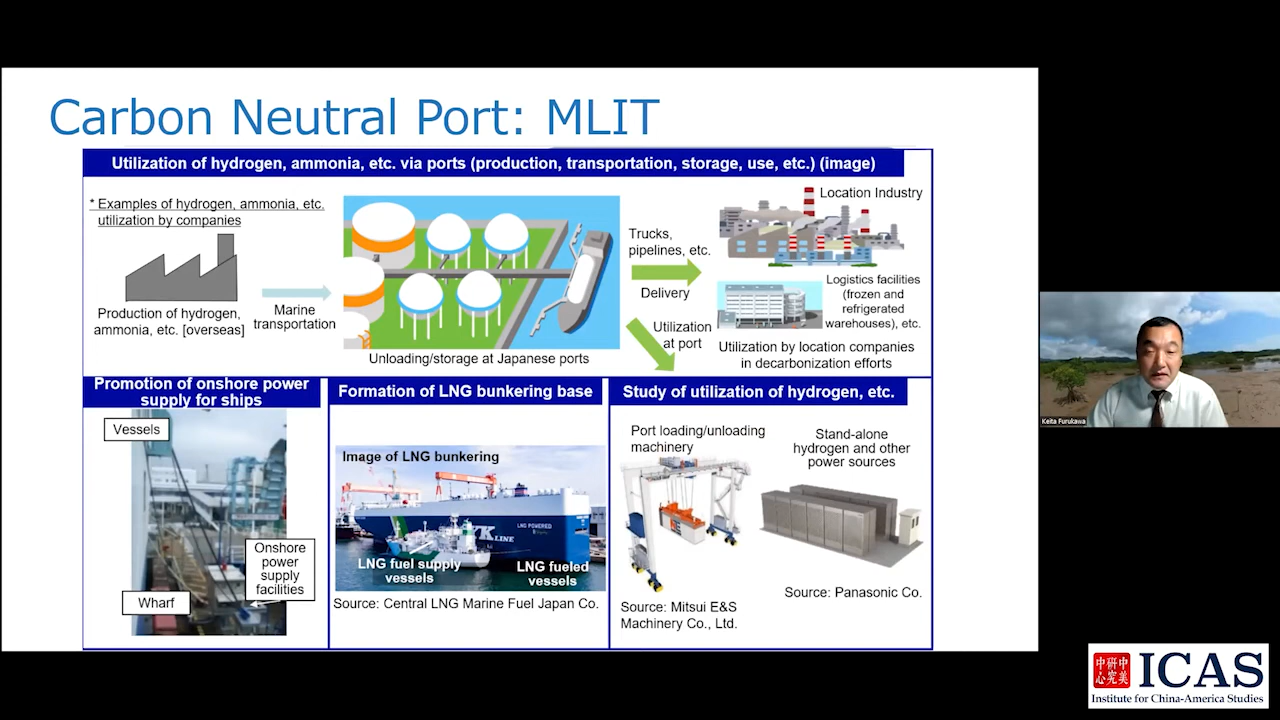 Carbon Neutral Port: MLIT
Utilization of hydrogen, ammonia, etc. via ports (production, transportation, storage, use, etc.) (image)
* Examples of hydrogen, ammonia, etc.
utilization by companies
Production of hydrogen,
ammonia, etc. [overseas]
Marine
transportation
Unloading/storage at Japanese ports
Trucks,
pipelines, etc.
Delivery
Utilization
at port
Location Industry
Logistics facilities
(frozen and
refrigerated
warehouses), etc.
Utilization by location companies
in decarbonization efforts
Promotion of onshore power
supply for ships
Vessels
Onshore
power
supply
facilities
Wharf
Formation of LNG bunkering base
Image of LNG bunkering
LNG POWERED
YK
LINE
LNG fuel supply
vessels
LNG fueled
vessels
Source: Central LNG Marine Fuel Japan Co.
Study of utilization of hydrogen, etc.
Port loading/unloading
machinery
Source: Mitsui E&S
Machinery Co., Ltd.
Stand-alone
hydrogen and other
power sources
Source: Panasonic Co.
Keita Furukawa
中研中
心究美
ICAS
Institute for China-America Studies